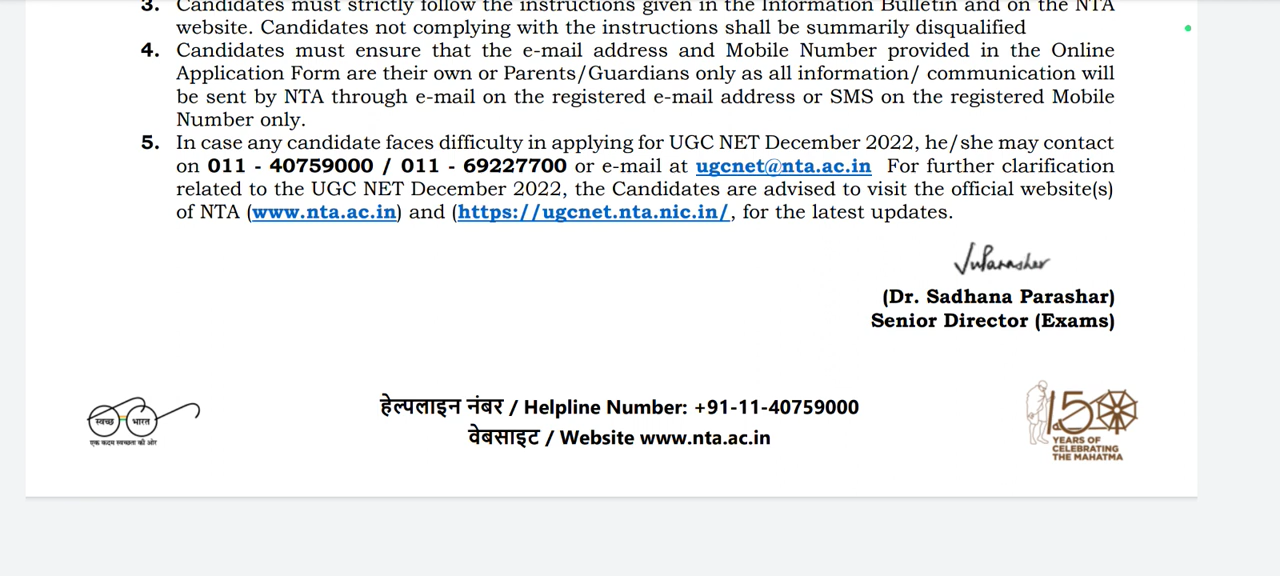 3. Candidates must strictly follow the instructions given in the Information Bulletin and on the NTA
website. Candidates not complying with the instructions shall be summarily disqualified
4. Candidates must ensure that the e-mail address and Mobile Number provided in the Online
Application Form are their own or Parents/Guardians only as all information/ communication will
be sent by NTA through e-mail on the registered e-mail address or SMS on the registered Mobile
Number only.
5. In case any candidate faces difficulty in applying for UGC NET December 2022, he/she may contact
on 011 - 40759000 / 011 - 69227700 or e-mail at ugcnet@nta.ac.in For further clarification
related to the UGC NET December 2022, the Candidates are advised to visit the official website(s)
of NTA (www.nta.ac.in) and (https://ugcnet.nta.nic.in/, for the latest updates.
(Dr. Sadhana Parashar)
Senior Director (Exams)
स्वच्छ भारत
एक कदम स्वच्छता की ओर
हेल्पलाइन नंबर / Helpline Number: +91-11-40759000
वेबसाइट / Website www.nta.ac.in
150
YEARS OF
CELEBRATING
THE MAHATMA